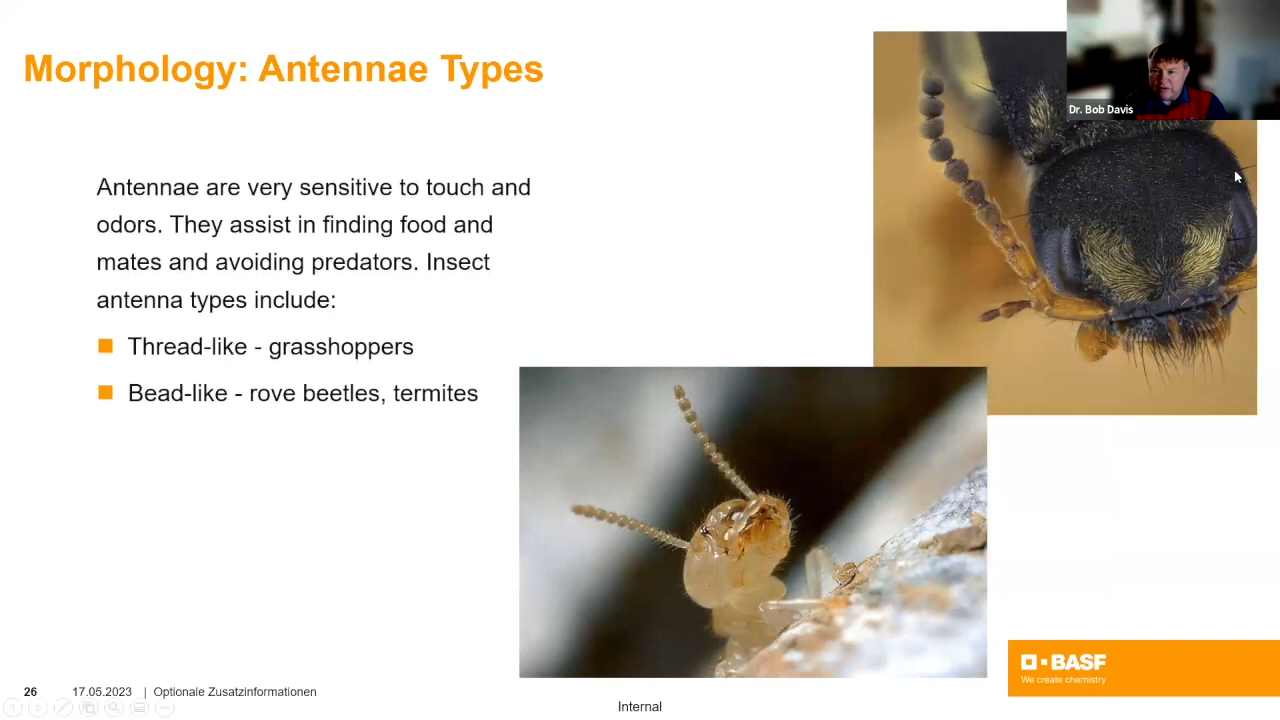 Morphology: Antennae Types
Dr. Bob Davis
Antennae are very sensitive to touch and
odors. They assist in finding food and
mates and avoiding predators. Insect
antenna types include:
Thread-like - grasshoppers
Bead-like - rove beetles, termites
BASF
We create chemistry
26 17.05.2023 | Optionale Zusatzinformationen
Internal